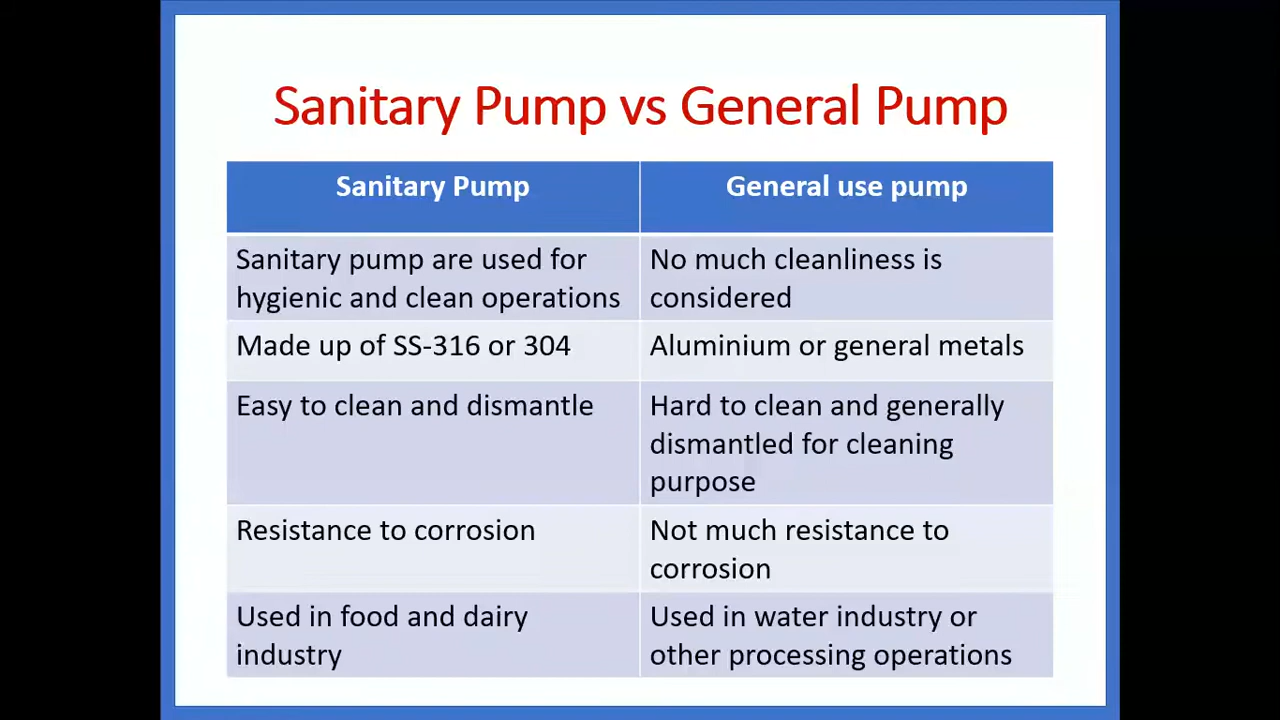 Sanitary Pump vs General Pump
Sanitary Pump
General use pump
Sanitary pump are used for
hygienic and clean operations
No much cleanliness is
considered
Made up of SS-316 or 304
Aluminium or general metals
Easy to clean and dismantle
Hard to clean and generally
dismantled for cleaning
purpose
Resistance to corrosion
Not much resistance to
corrosion
Used in food and dairy
industry
Used in water industry or
other processing operations